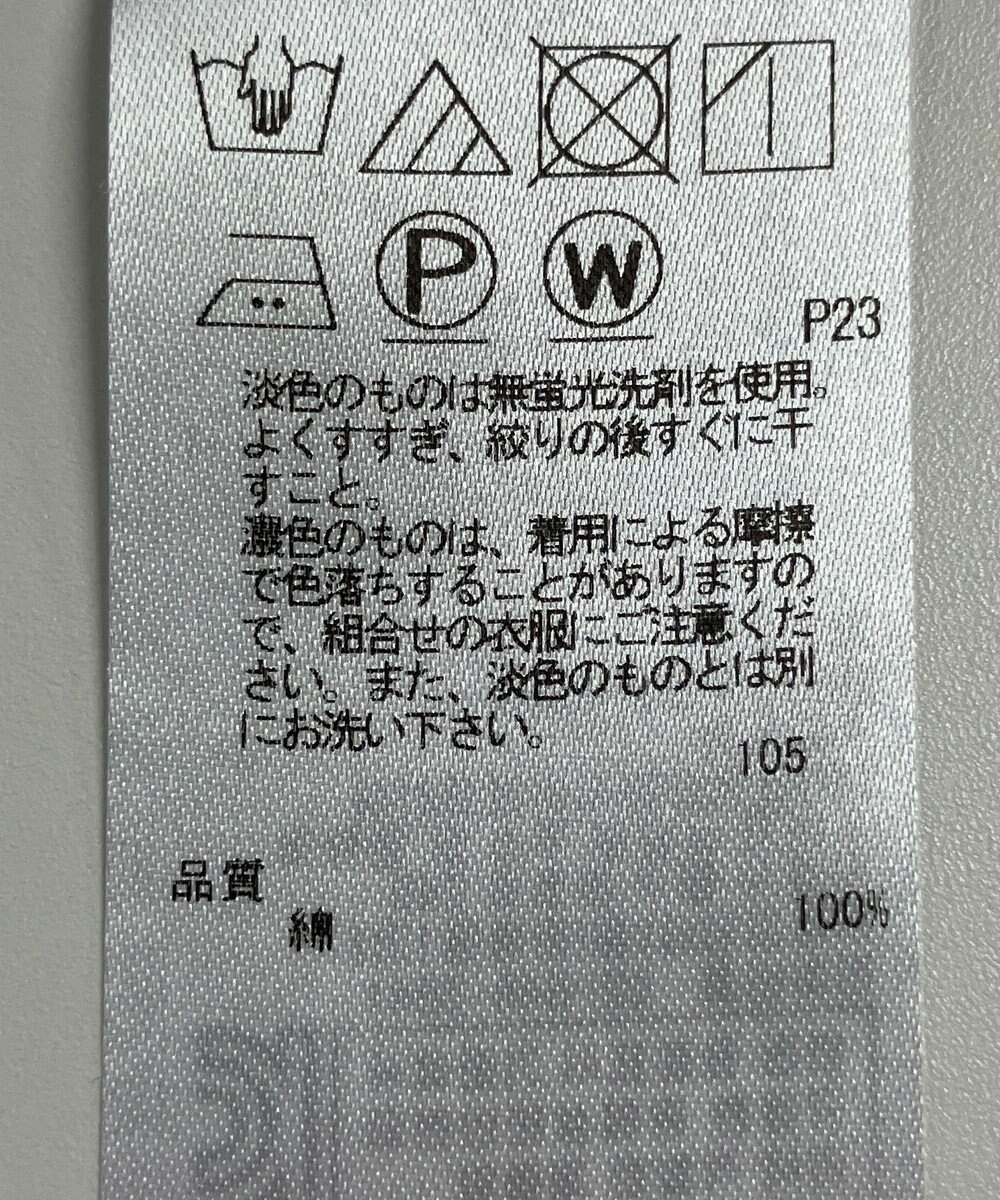 P
W
P23
淡色のものは無蛍光洗剤を使用。
よくすすぎ、絞りの後すぐに干
すこと。
濃色のものは、着用による摩擦
で色落ちすることがありますの
で、組合せの衣服にご注意くだ
さい。また、淡色のものとは別
にお洗い下さい。
105
品質
綿 100%